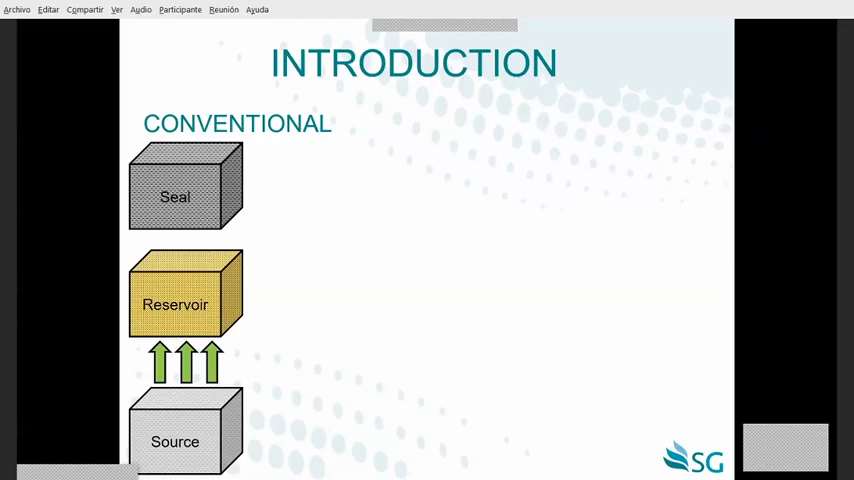 Archivo Editar Compartir Ver Audio Participante Reunión Ayuda
INTRODUCTION
CONVENTIONAL
Seal
Reservoir
Source
SG